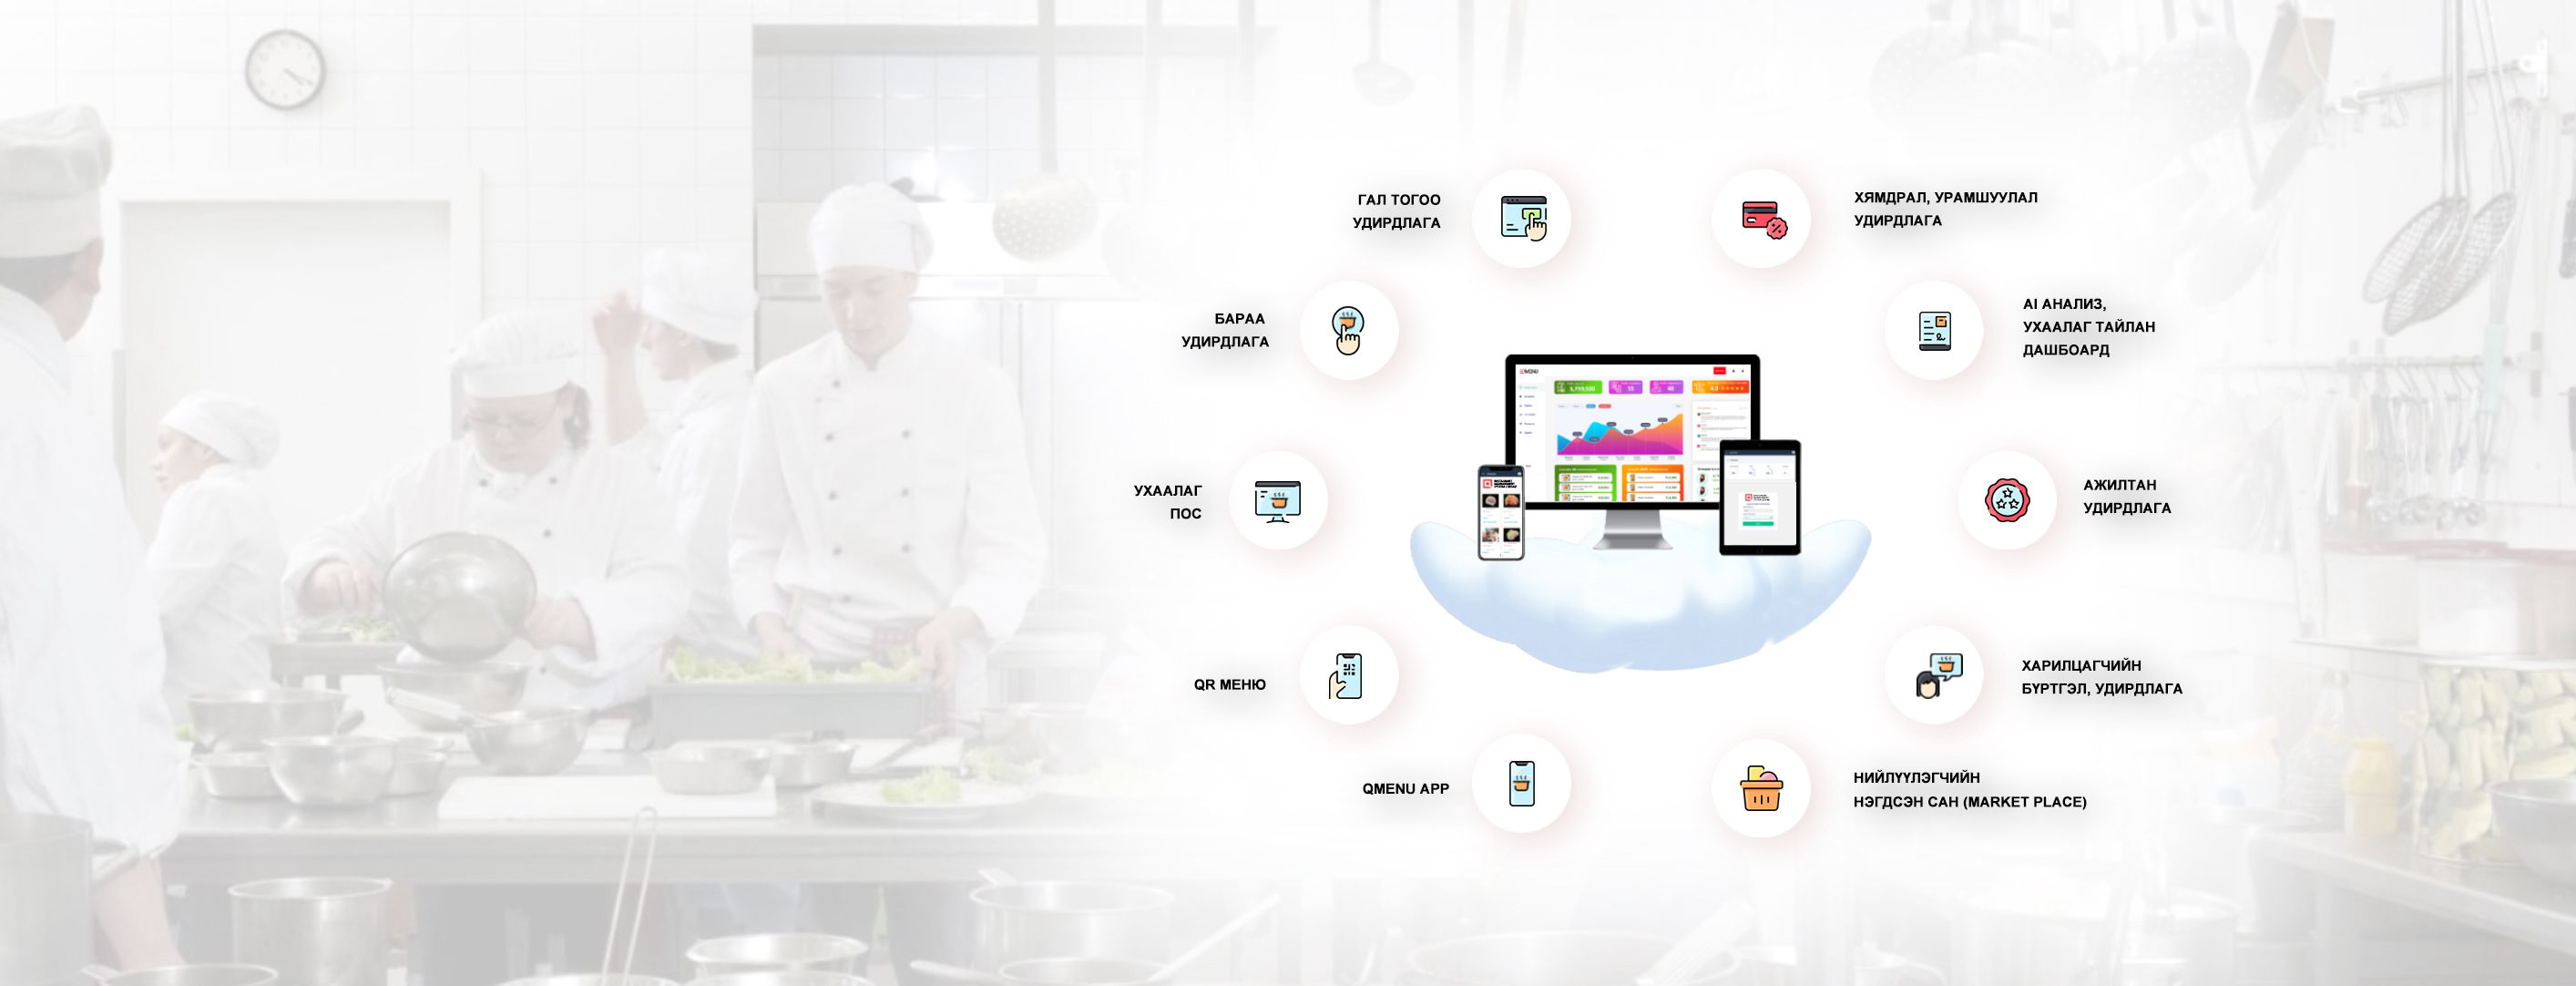 ГАЛ ТОГОО
УДИРДЛАГА
ХЯМДРАЛ, УРАМШУУЛАЛ
УДИРДЛАГА
БАРАА
УДИРДЛАГА
AI АНАЛИЗ,
УХААЛАГ ТАЙЛАН
ДАШБОАРД
УХААЛАГ
ПОС
АЖИЛТАН
УДИРДЛАГА
QR МЕНЮ
ХАРИЛЦАГЧИЙН
БҮРТГЭЛ, УДИРДЛАГА
QMENU APP
НИЙЛҮҮЛЭГЧИЙН
НЭГДСЭН САН (MARKET PLACE)